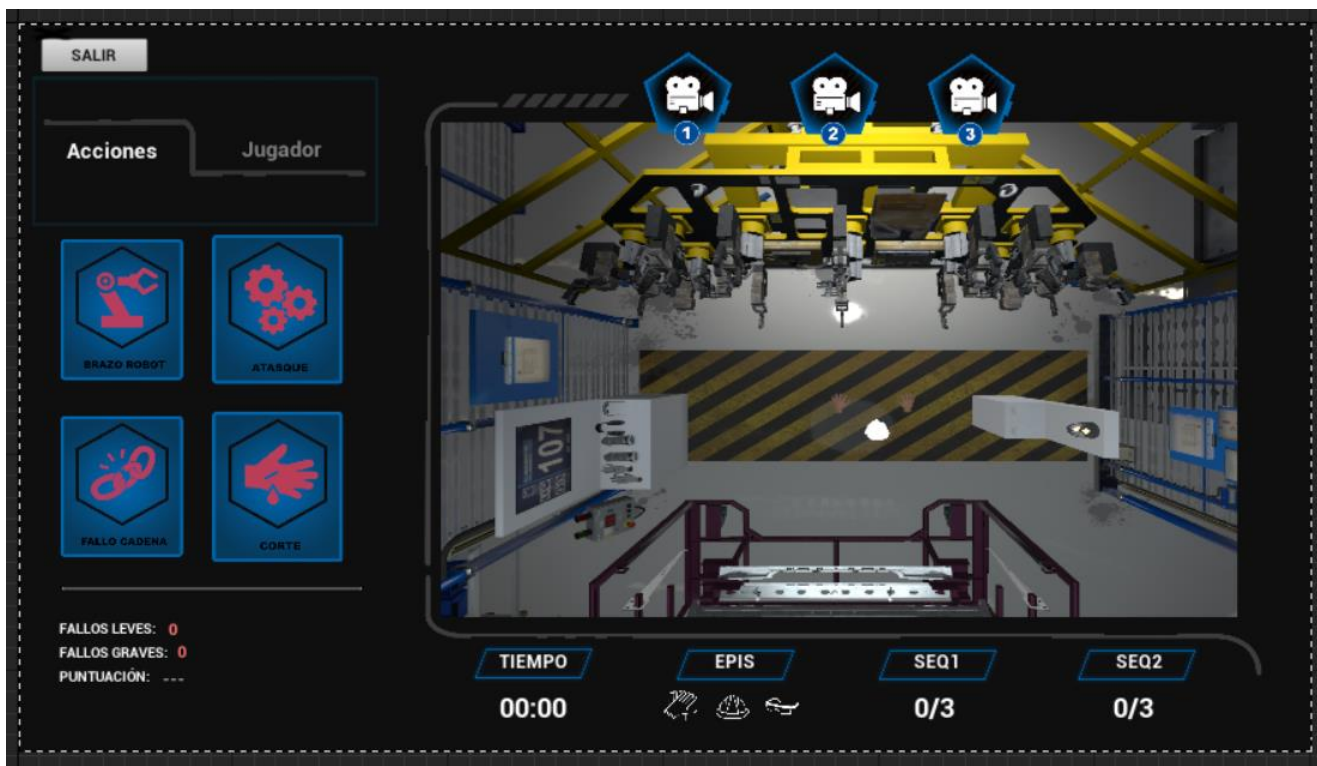 SALIR
Acciones
Jugador
1
2
3
BRAZO ROBOT
ATASQUE
FALLO CADENA
CORTE
107
FALLOS LEVES: 0
FALLOS GRAVES: 0
PUNTUACIÓN: ---
TIEMPO
EPIS
SEQ1
SEQ2
00:00
0/3
0/3